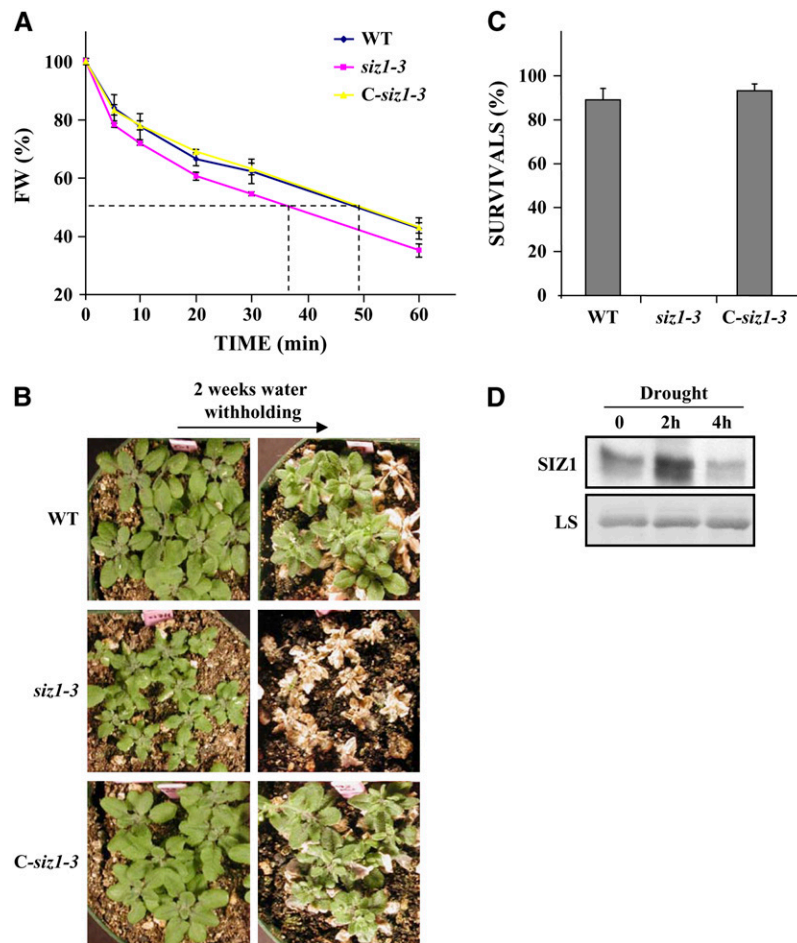 A
WT
siz1-3
C-siz1-3
FW (%)
100
80
60
40
20
0
10
20
30
40
50
60
TIME (min)
C
SURVIVALS (%)
100
80
60
40
20
0
WT
siz1-3
C-siz1-3
B
2 weeks water
withholding
WT
siz1-3
C-siz1-3
D
Drought
0 2h 4h
SIZ1
LS